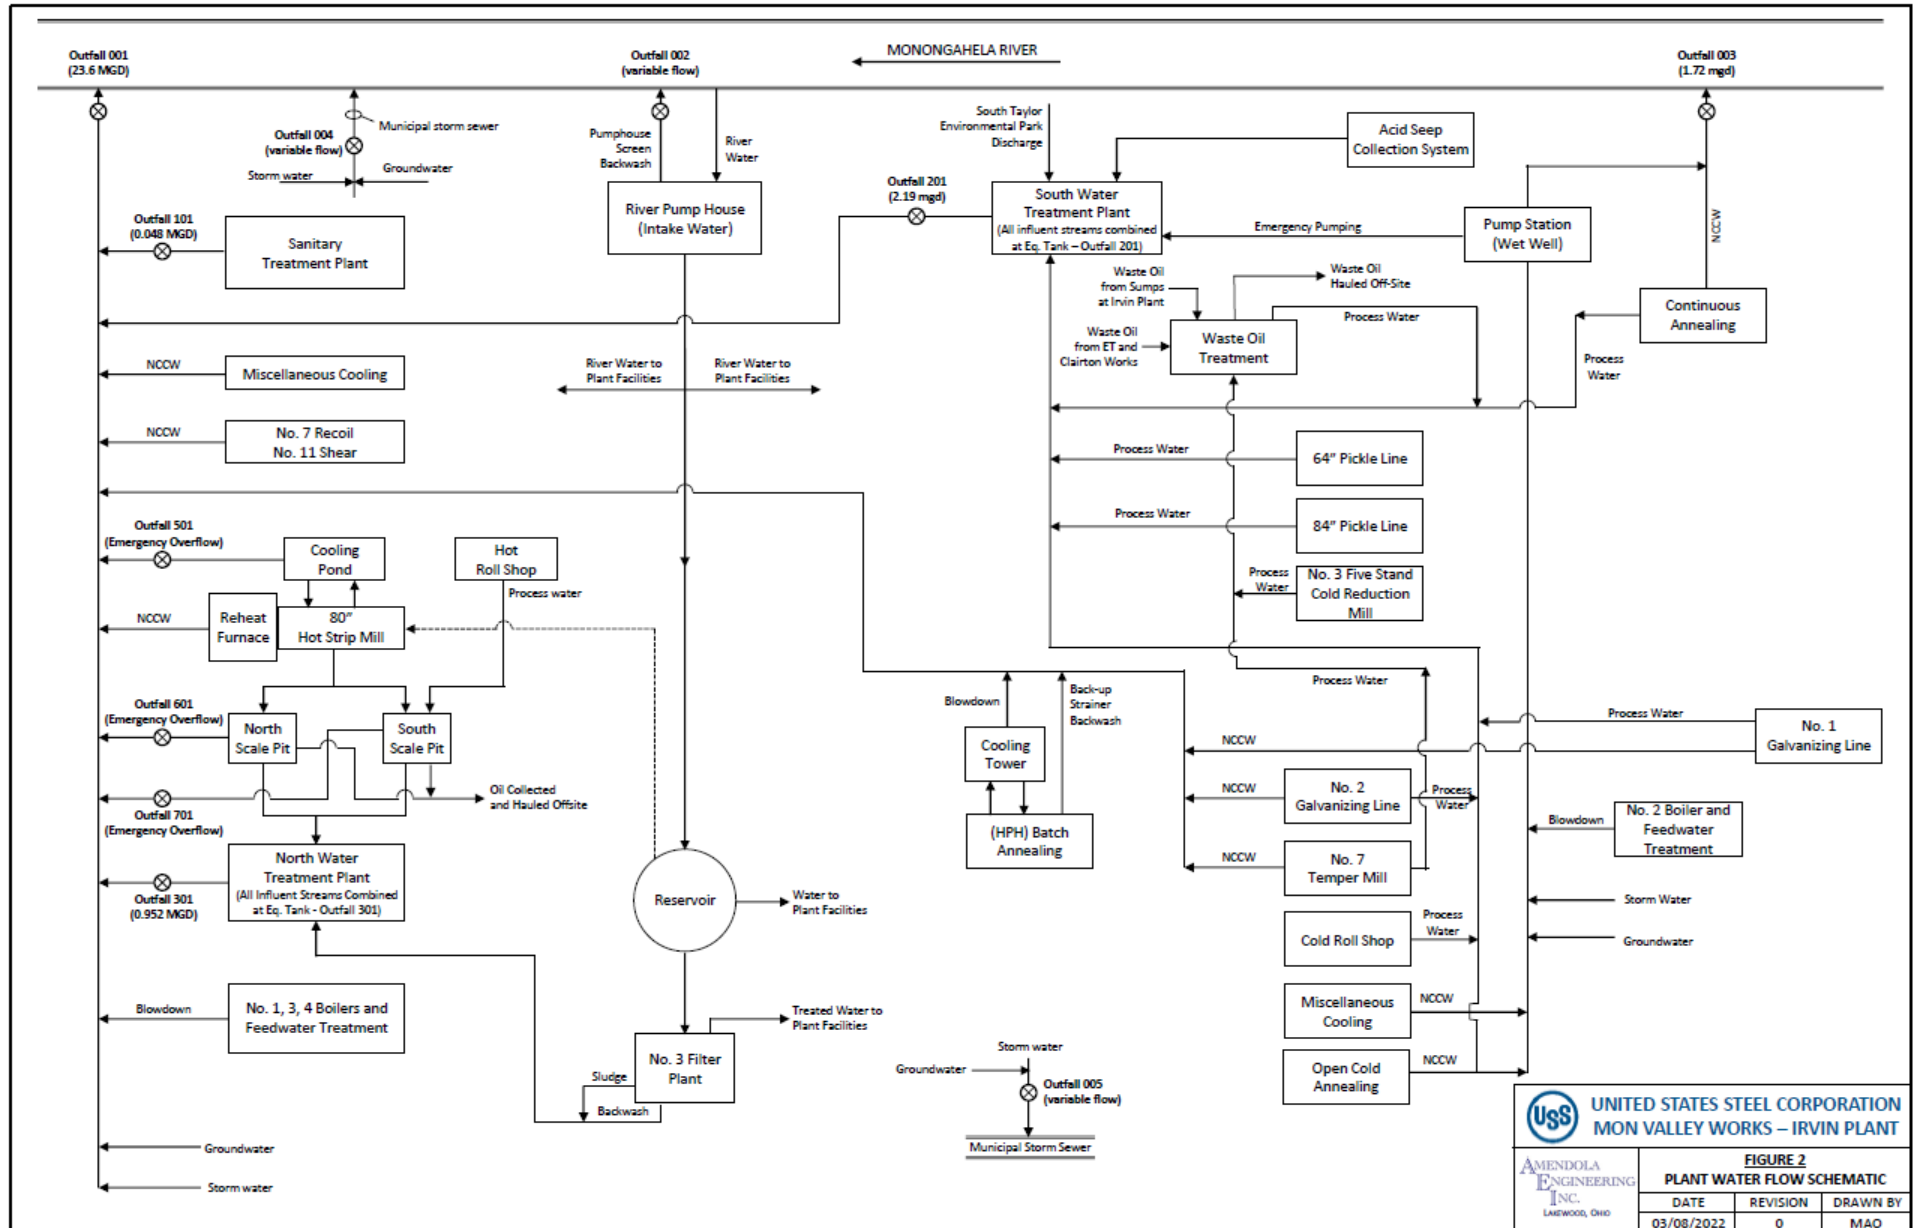 MONONGAHELA RIVER
Outfall 001
(23.6 MGD)
Outfall 002
(variable flow)
Outfall 003
(1.72 mgd)
Municipal storm sewer
Outfall 004
(variable flow)
Storm water
Groundwater
Pumphouse
Screen
Backwash
River
Water
South Taylor
Environmental Park
Discharge
Acid Seep
Collection System
Outfall 101
(0.048 MGD)
Sanitary
Treatment Plant
River Pump House
(Intake Water)
Outfall 201
(2.19 mgd)
South Water
Treatment Plant
(All influent streams combined
at Eq. Tank – Outfall 201)
Emergency Pumping
Pump Station
(Wet Well)
NCCW
Waste Oil
from Sumps
at Irvin Plant
Waste Oil
Hauled Off-Site
Process Water
Continuous
Annealing
Waste Oil
from ET and
Clairton Works
Waste Oil
Treatment
Process
Water
NCCW
Miscellaneous Cooling
River Water to
Plant Facilities
River Water to
Plant Facilities
NCCW
No. 7 Recoil
No. 11 Shear
Process Water
64" Pickle Line
Process Water
84" Pickle Line
Outfall 501
(Emergency Overflow)
Cooling
Pond
Hot
Roll Shop
Process water
Process
Water
No. 3 Five Stand
Cold Reduction
Mill
NCCW
Reheat
Furnace
80"
Hot Strip Mill
Outfall 601
(Emergency Overflow)
North
Scale Pit
South
Scale Pit
Blowdown
Back-up
Strainer
Backwash
Process Water
Process Water
No. 1
Galvanizing Line
NCCW
Cooling
Tower
Oil Collected
and Hauled Offsite
Outfall 701
(Emergency Overflow)
NCCW
No. 2
Galvanizing Line
Process
Water
Blowdown
No. 2 Boiler and
Feedwater
Treatment
(HPH) Batch
Annealing
North Water
Treatment Plant
(All Influent Streams Combined
at Eq. Tank - Outfall 301)
Outfall 301
(0.952 MGD)
NCCW
No. 7
Temper Mill
Reservoir
Water to
Plant Facilities
Storm Water
Process
Water
Cold Roll Shop
Groundwater
Blowdown
No. 1, 3, 4 Boilers and
Feedwater Treatment
Treated Water to
Plant Facilities
Miscellaneous
Cooling
NCCW
No. 3 Filter
Plant
Sludge
Backwash
Storm water
Groundwater
Outfall 005
(variable flow)
Municipal Storm Sewer
Open Cold
Annealing
NCCW
Groundwater
Storm water
USS
UNITED STATES STEEL CORPORATION
MON VALLEY WORKS – IRVIN PLANT
AMENDOLA
ENGINEERING
INC.
LAKEWOOD, OHIO
FIGURE 2
PLANT WATER FLOW SCHEMATIC
DATE REVISION DRAWN BY
03/08/2022 0 MAO